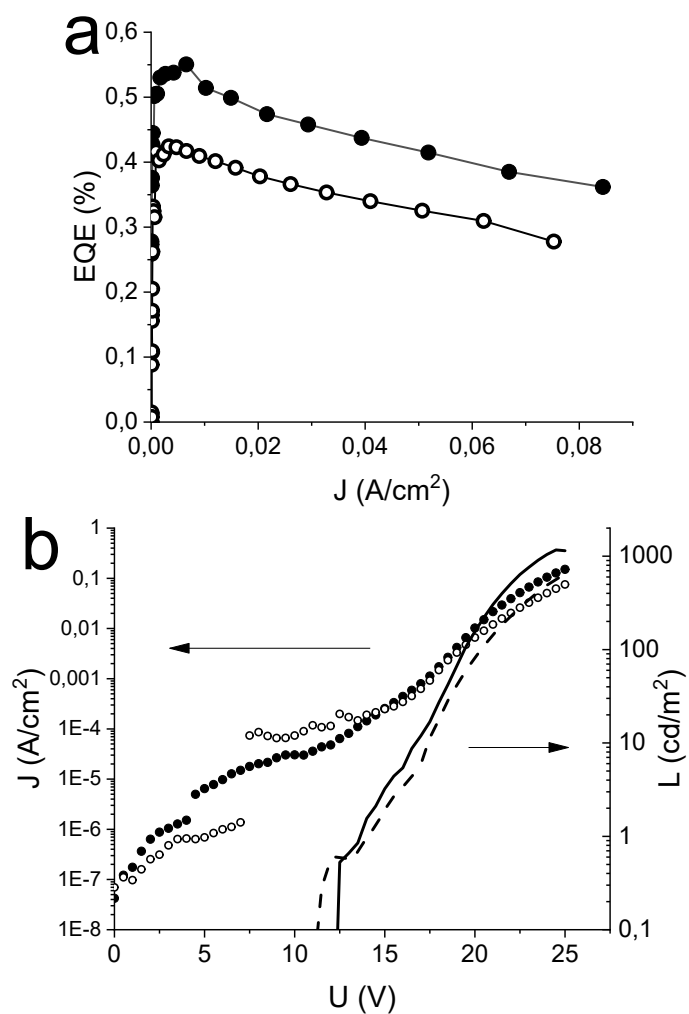 a
0,6
0,5
0,4
0,3
0,2
0,1
0,0
EQE (%)
0,00 0,02 0,04 0,06 0,08
J (A/cm²)
b
1
0,1
0,01
0,001
1E-4
1E-5
1E-6
1E-7
1E-8
J (A/cm²)
1000
100
10
1
0,1
L (cd/m²)
0 5 10 15 20 25
U (V)